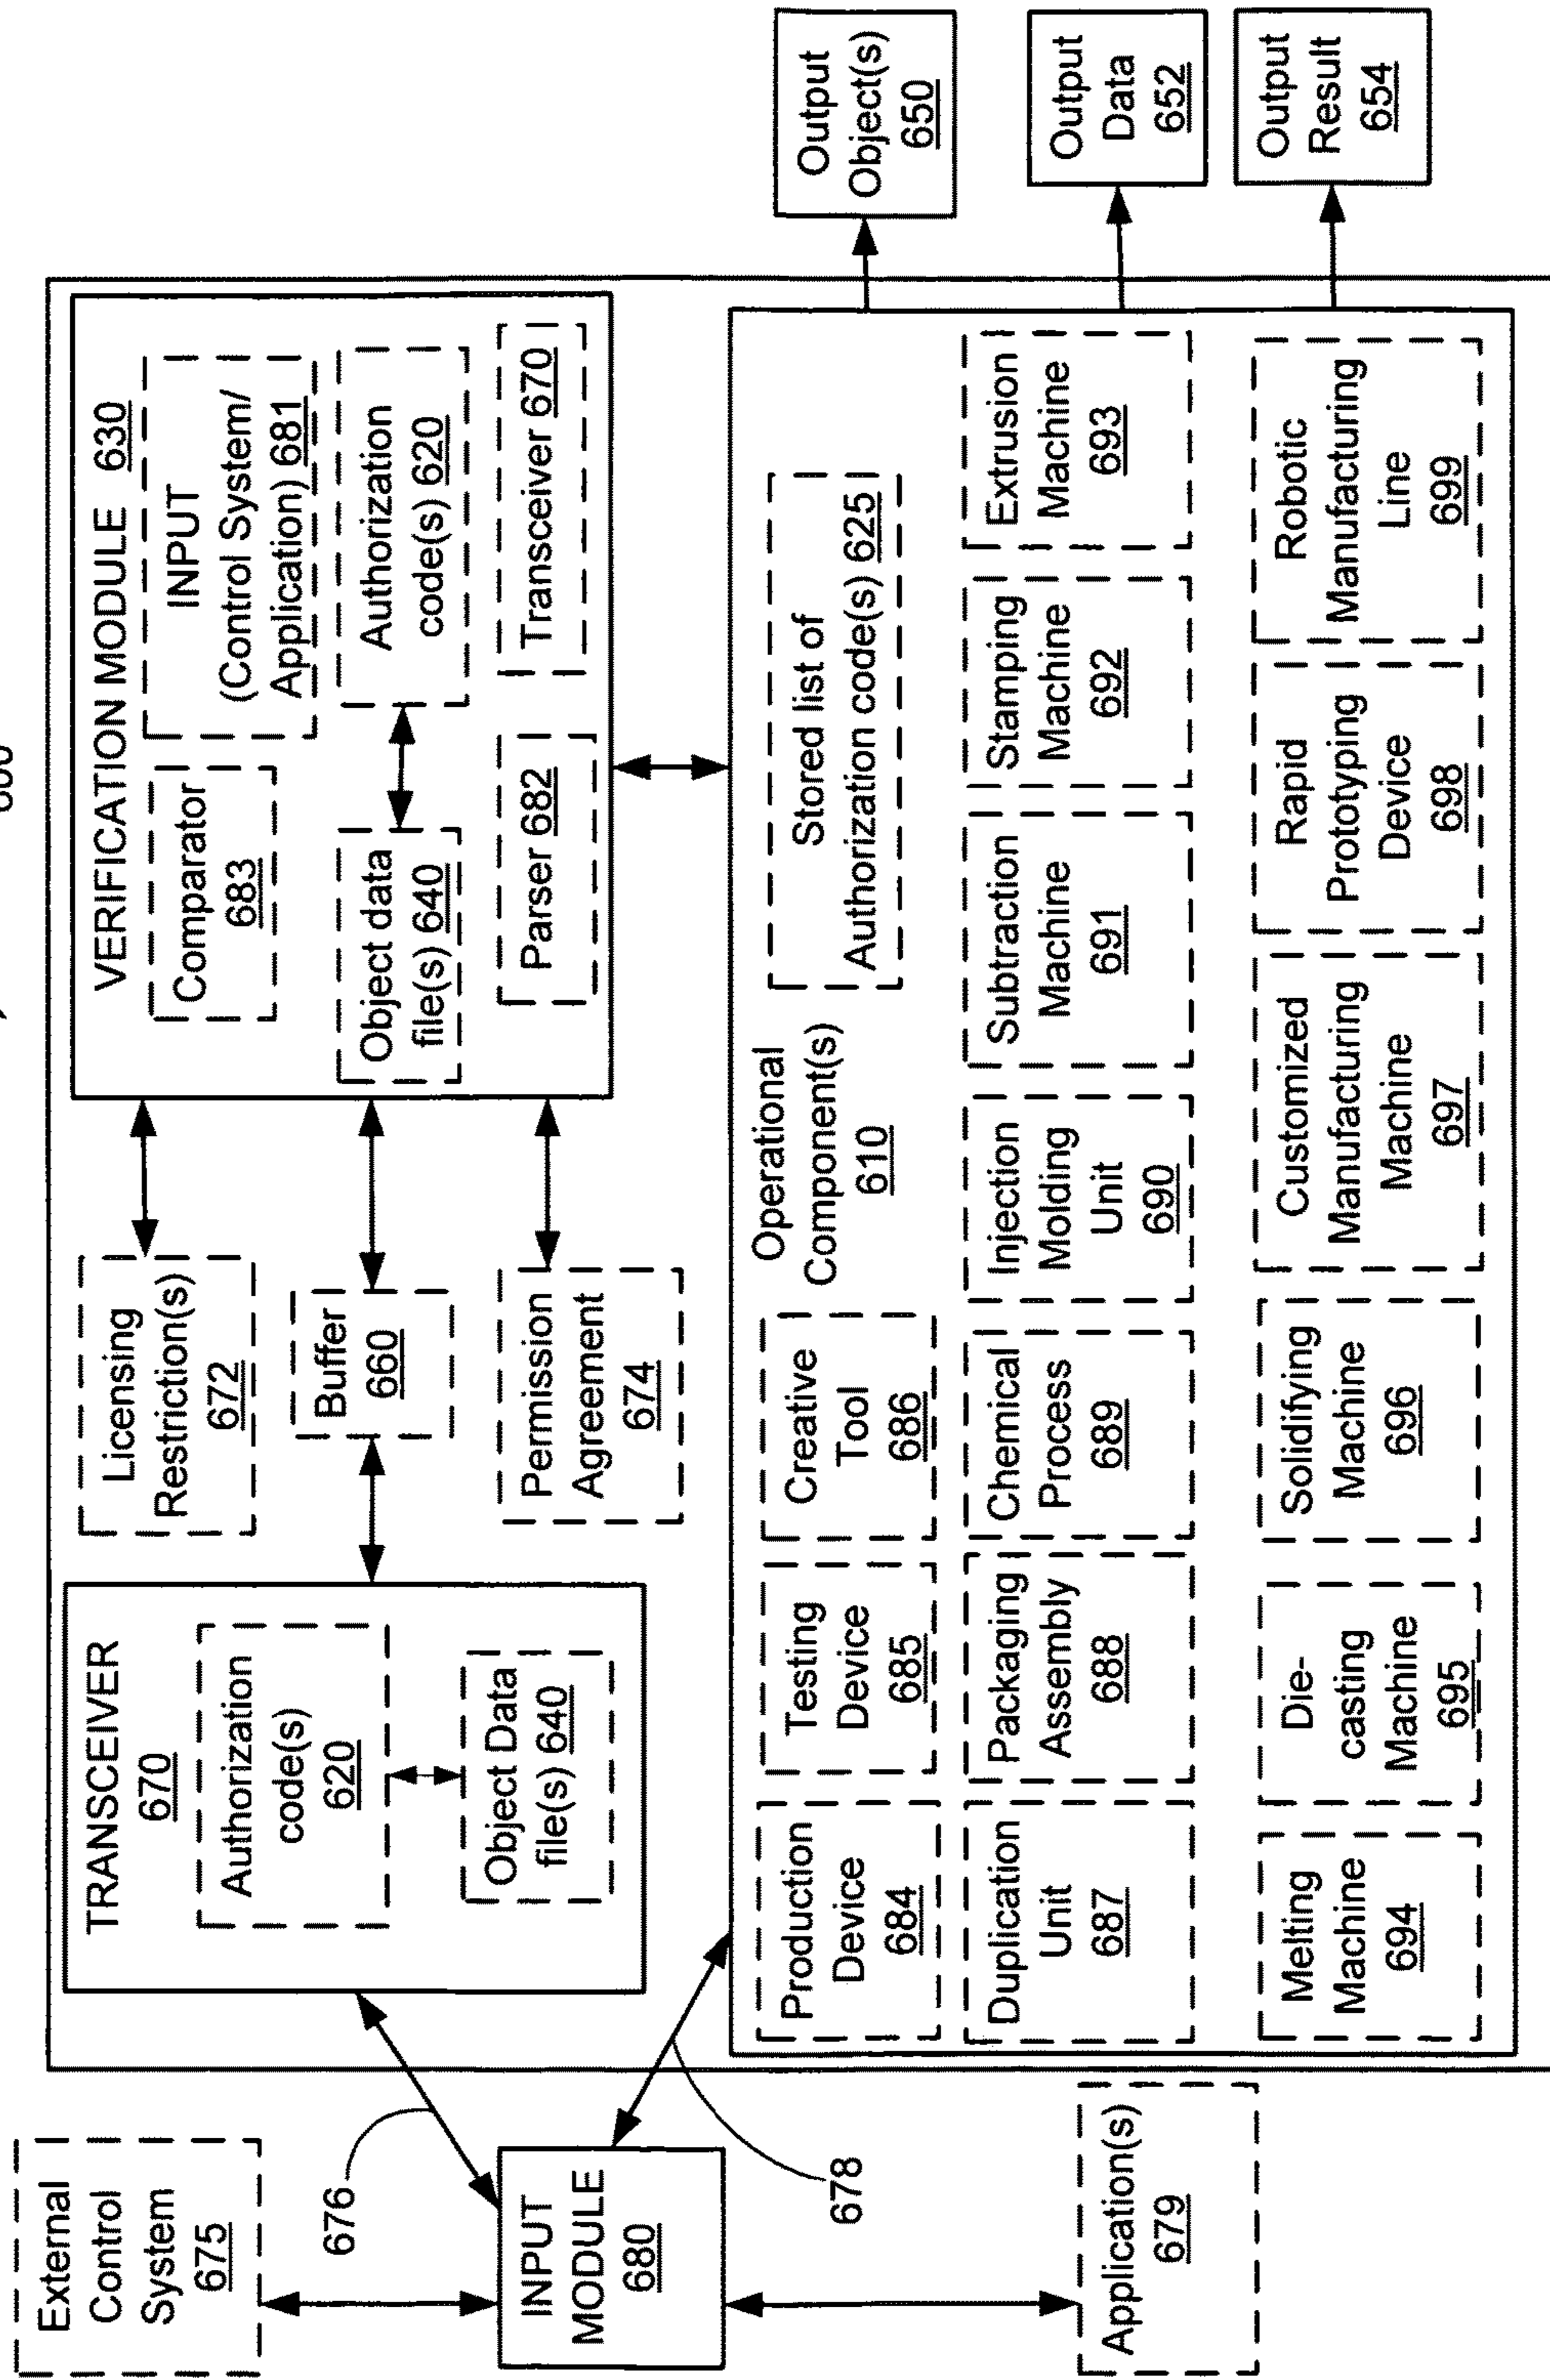 External
Control
System
675
676
INPUT
MODULE
680
678
Application(s)
679
TRANSCEIVER
670
Authorization
code(s)
620
Object Data
file(s) 640
Licensing
Restriction(s)
672
Buffer
660
Permission
Agreement
674
VERIFICATION MODULE 630
Comparator
683
INPUT
(Control System/
Application) 681
Object data
file(s) 640
Authorization
code(s) 620
Parser 682
Transceiver 670
Operational
Component(s)
610
Stored list of
Authorization code(s) 625
Production
Device
684
Testing
Device
685
Creative
Tool
686
Duplication
Unit
687
Packaging
Assembly
688
Chemical
Process
689
Injection
Molding
Unit
690
Subtraction
Machine
691
Stamping
Machine
692
Extrusion
Machine
693
Melting
Machine
694
Die-
casting
Machine
695
Solidifying
Machine
696
Customized
Manufacturing
Machine
697
Rapid
Prototyping
Device
698
Robotic
Manufacturing
Line
699
Output
Object(s)
650
Output
Data
652
Output
Result
654